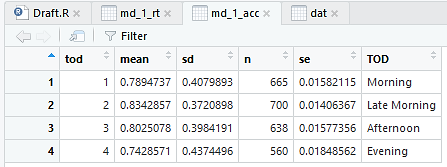 Draft.R × md_1_rt × md_1_acc × dat ×
Filter
tod mean sd n se TOD
1 1 0.7894737 0.4079893 665 0.01582115 Morning
2 2 0.8342857 0.3720898 700 0.01406367 Late Morning
3 3 0.8025078 0.3984191 638 0.01577356 Afternoon
4 4 0.7428571 0.4374496 560 0.01848562 Evening